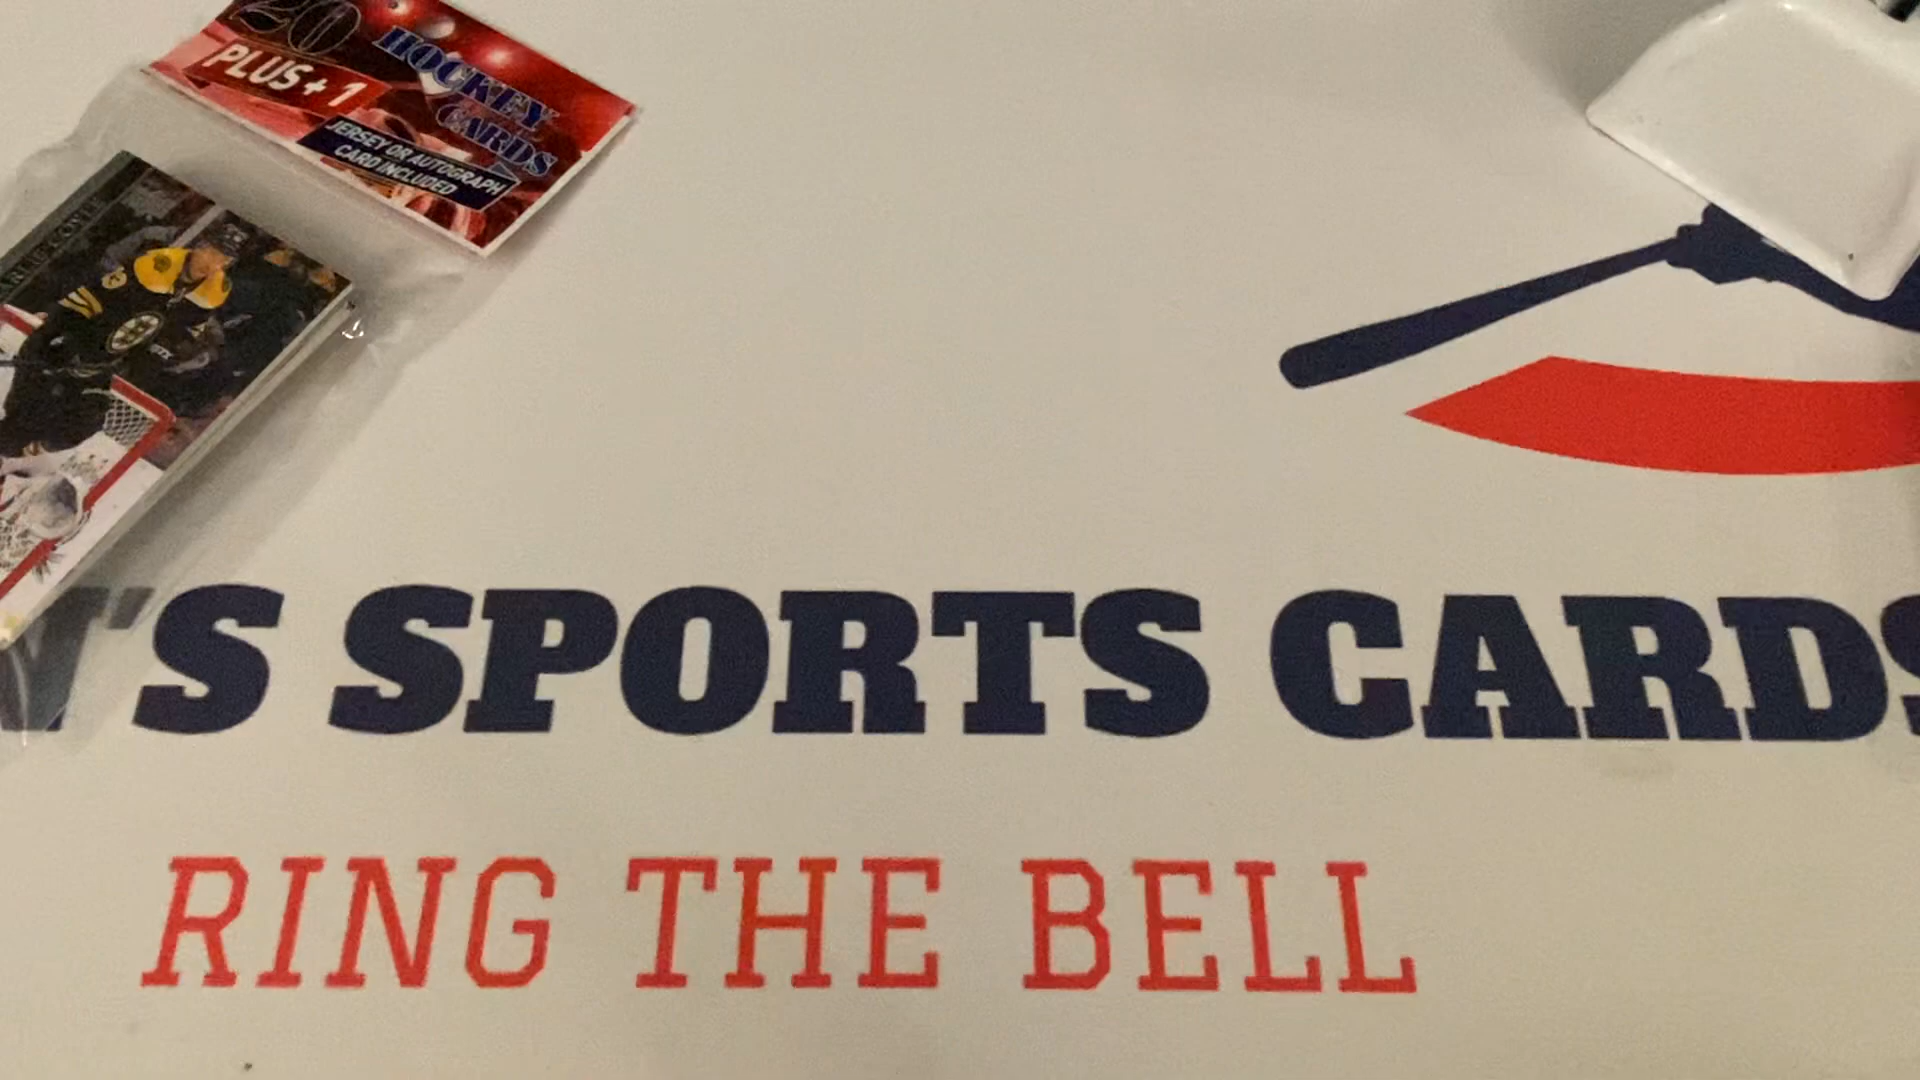 20
PLUS+1
HOCKEY
CARDS
JERSEY OR AUTOGRAPH
CARD INCLUDED
'S SPORTS CARDS
RING THE BELL